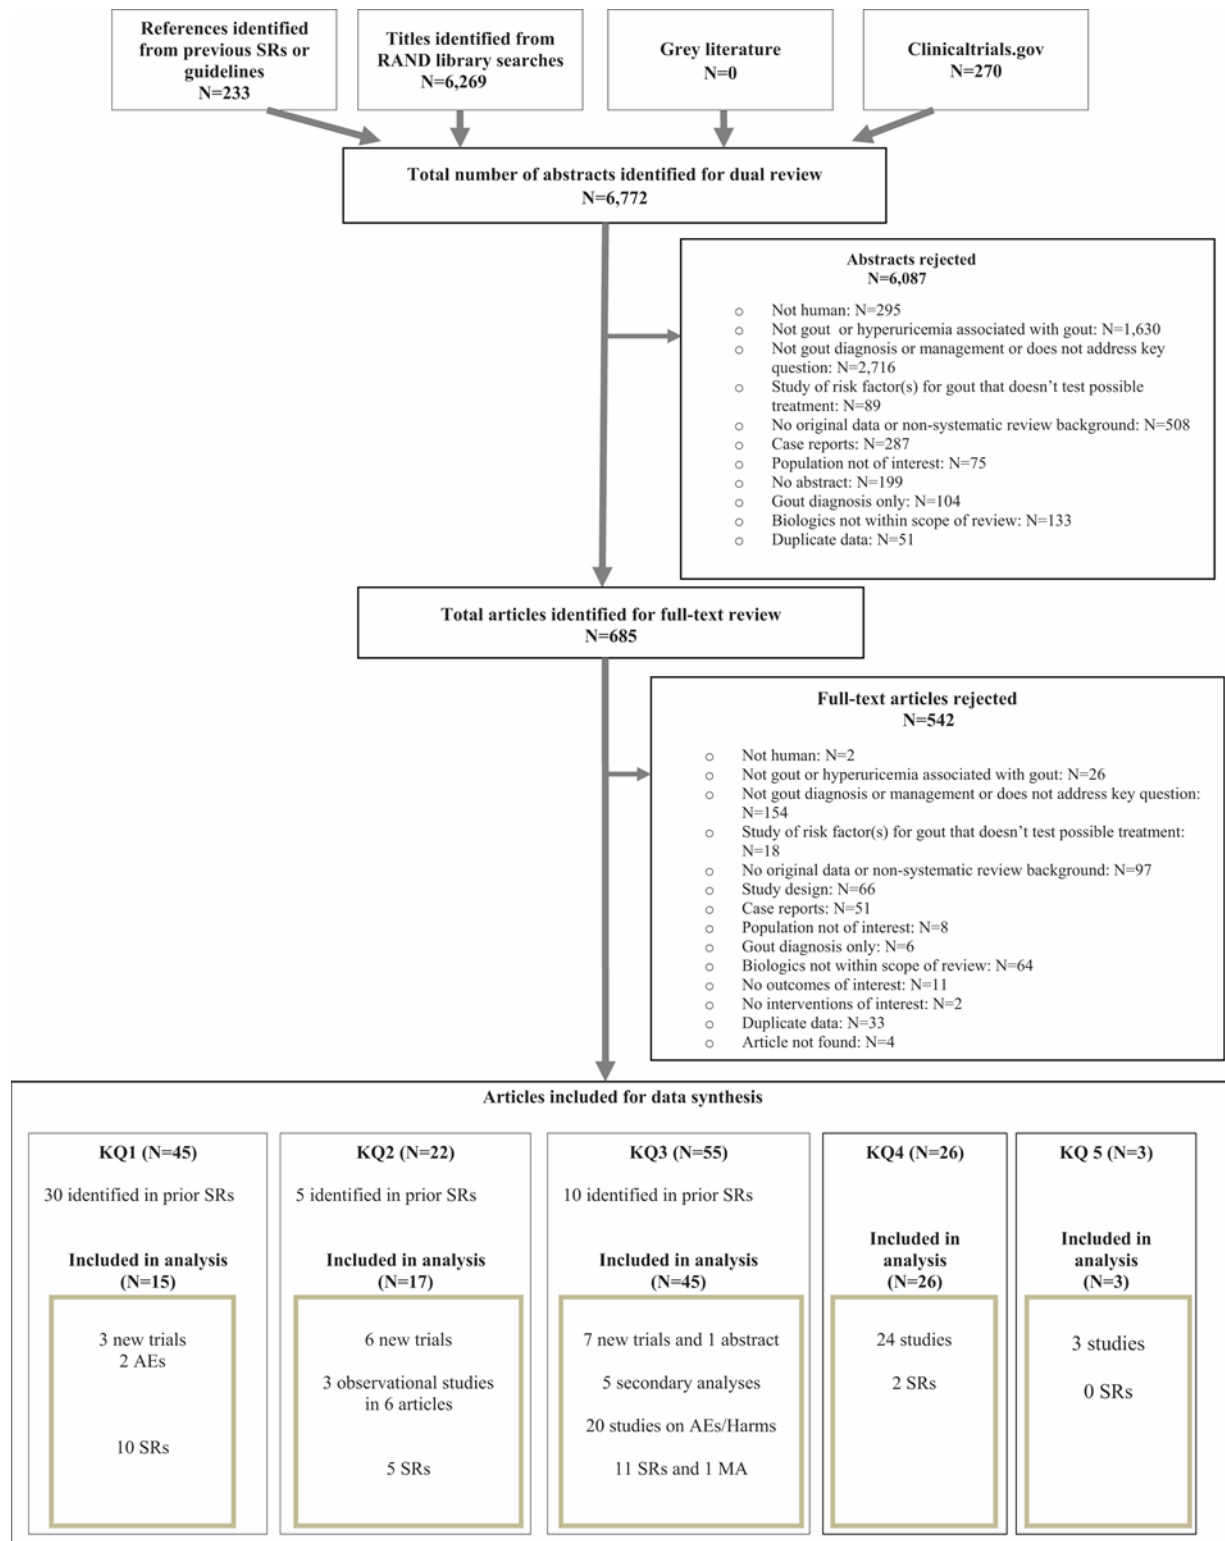 References identified
from previous SRs or
guidelines
N=233
Titles identified from
RAND library searches
N=6,269
Grey literature
N=0
Clinicaltrials.gov
N=270
Total number of abstracts identified for dual review
N=6,772
Abstracts rejected
N=6,087
o Not human: N=295
o Not gout or hyperuricemia associated with gout: N=1,630
o Not gout diagnosis or management or does not address key
question: N=2,716
o Study of risk factor(s) for gout that doesn't test possible
treatment: N=89
o No original data or non-systematic review background: N=508
o Case reports: N=287
o Population not of interest: N=75
o No abstract: N=199
o Gout diagnosis only: N=104
o Biologics not within scope of review: N=133
o Duplicate data: N=51
Total articles identified for full-text review
N=685
Full-text articles rejected
N=542
o Not human: N=2
o Not gout or hyperuricemia associated with gout: N=26
o Not gout diagnosis or management or does not address key question:
N=154
o Study of risk factor(s) for gout that doesn't test possible treatment:
N=18
o No original data or non-systematic review background: N=97
o Study design: N=66
o Case reports: N=51
o Population not of interest: N=8
o Gout diagnosis only: N=6
o Biologics not within scope of review: N=64
o No outcomes of interest: N=11
o No interventions of interest: N=2
o Duplicate data: N=33
o Article not found: N=4
Articles included for data synthesis
KQ1 (N=45)
30 identified in prior SRs
Included in analysis
(N=15)
3 new trials
2 AEs
10 SRs
KQ2 (N=22)
5 identified in prior SRs
Included in analysis
(N=17)
6 new trials
3 observational studies
in 6 articles
5 SRs
KQ3 (N=55)
10 identified in prior SRs
Included in analysis
(N=45)
7 new trials and 1 abstract
5 secondary analyses
20 studies on AEs/Harms
11 SRs and 1 MA
KQ4 (N=26)
Included in
analysis
(N=26)
24 studies
2 SRs
KQ 5 (N=3)
Included in
analysis
(N=3)
3 studies
0 SRs